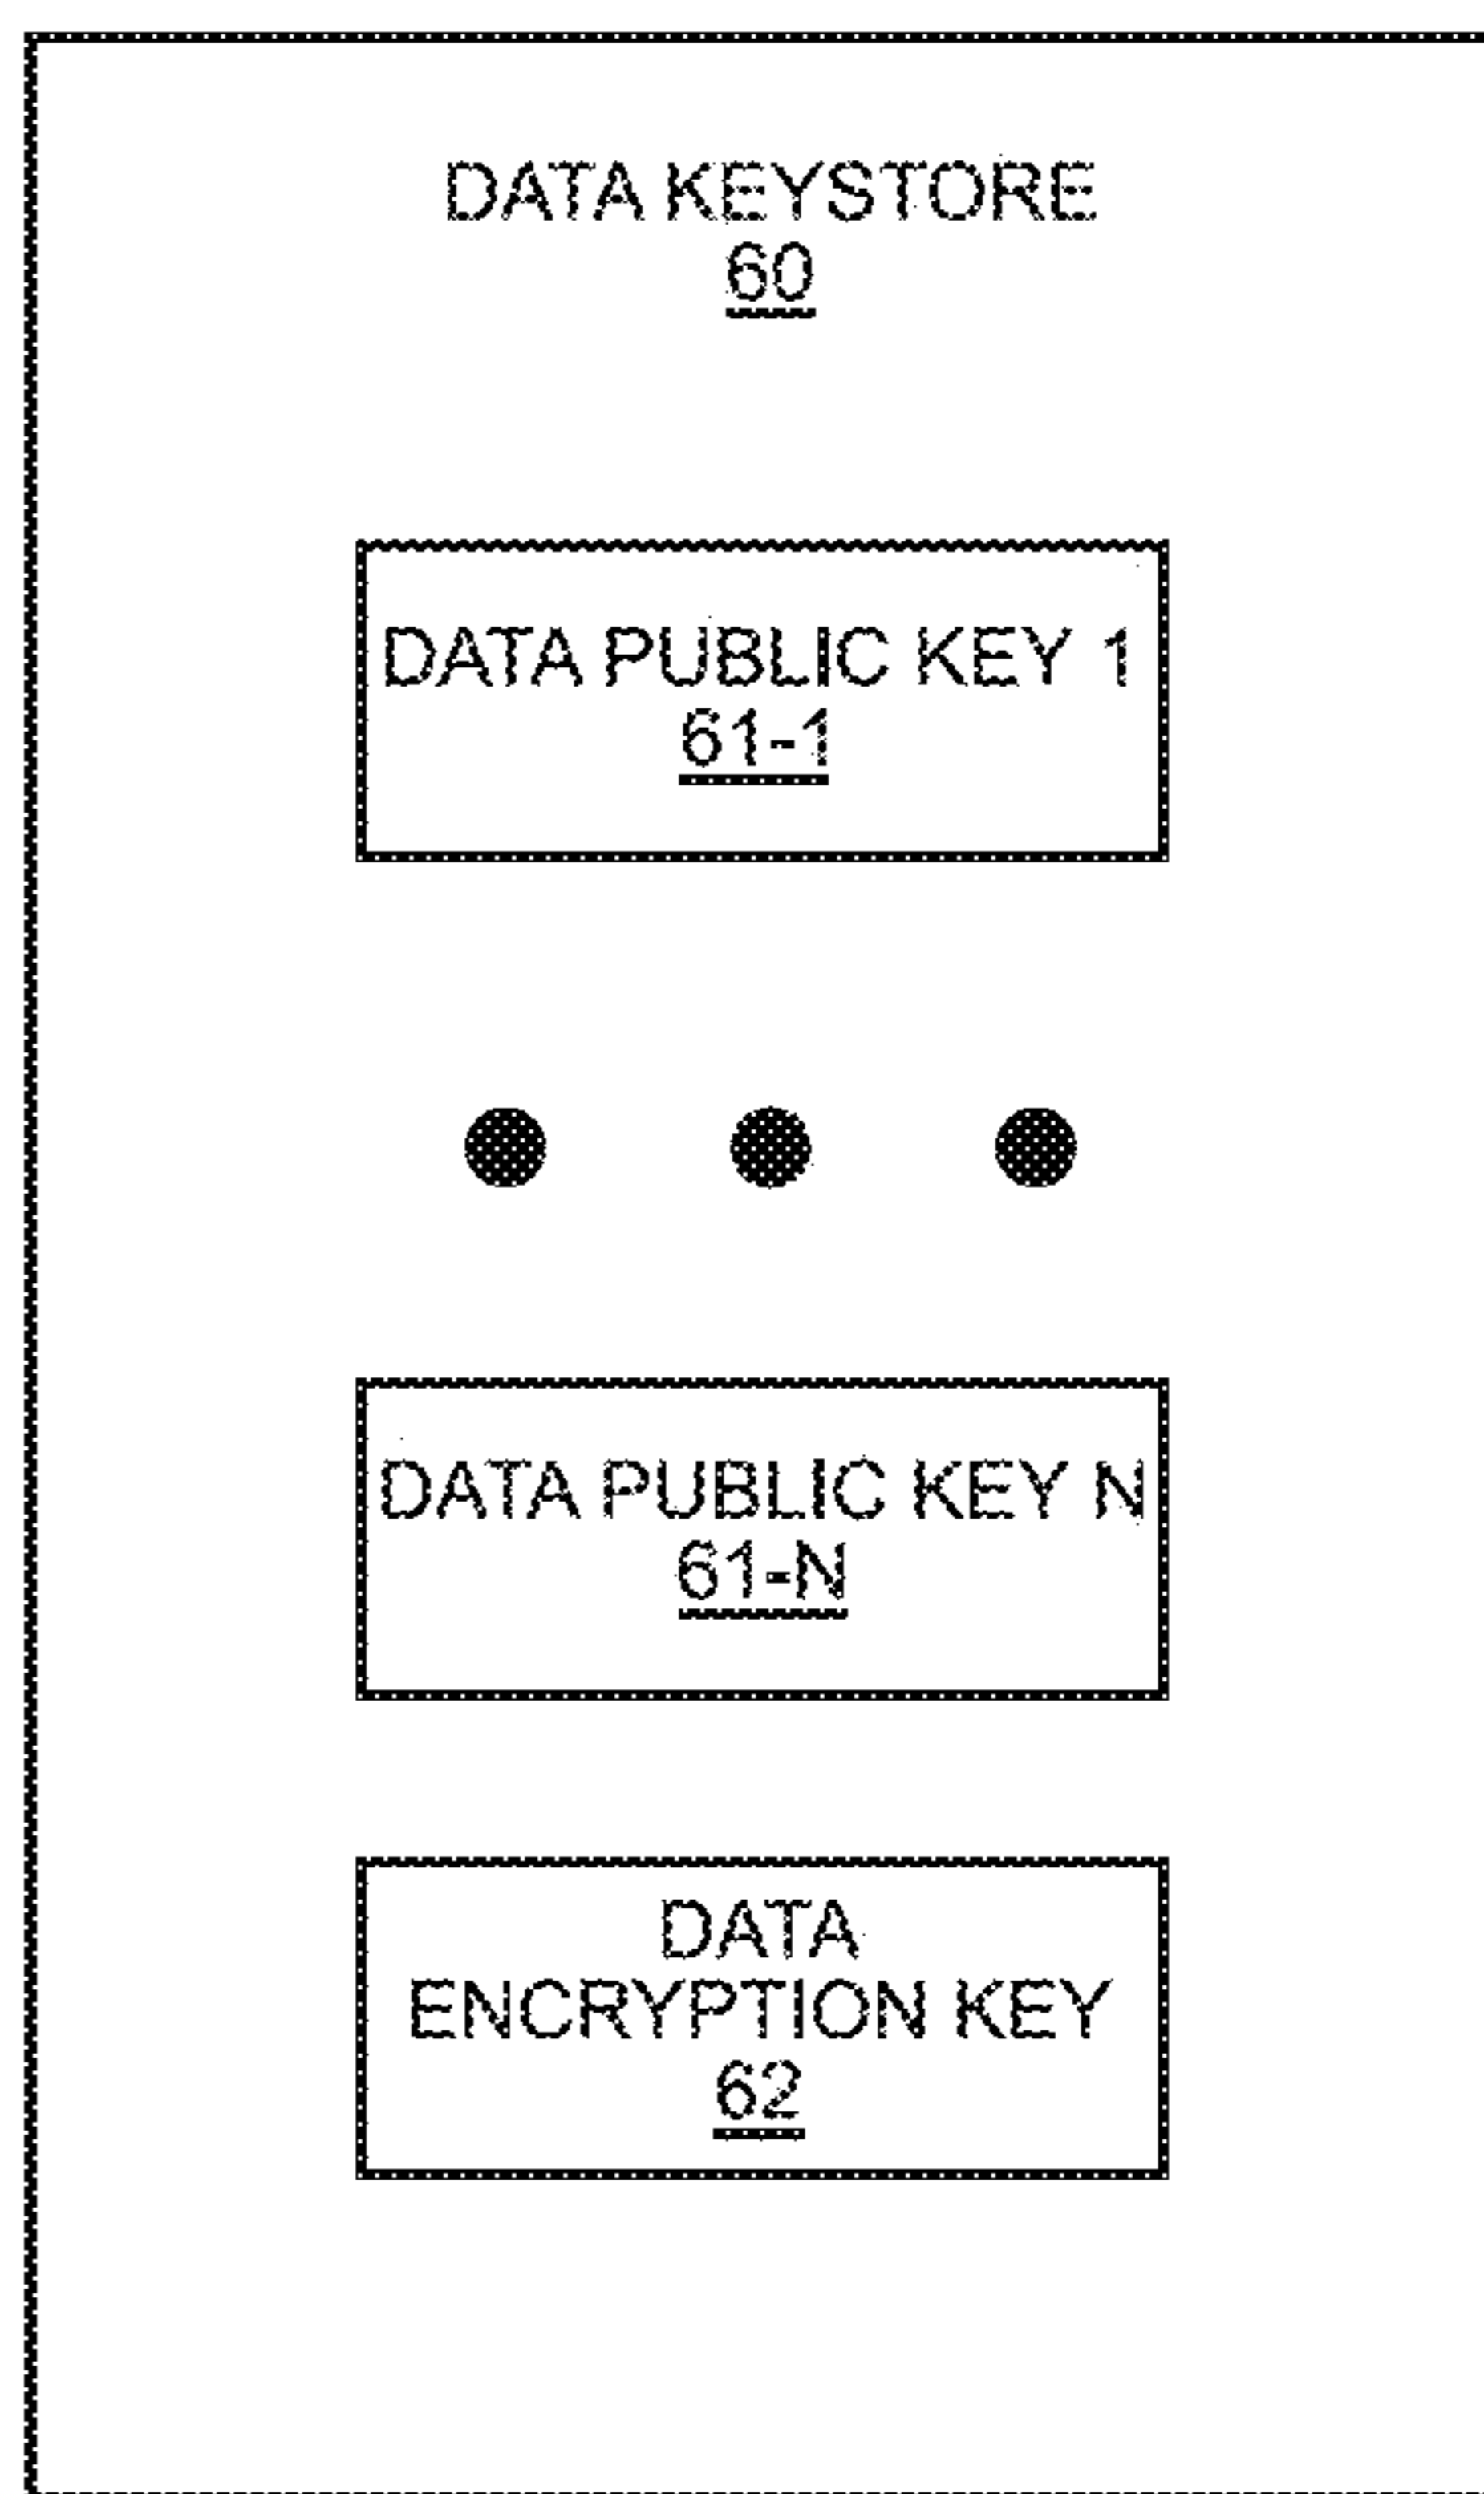 DATA KEYSTORE
60
DATA PUBLIC KEY 1
61-1
DATA PUBLIC KEY N
61-N
DATA
ENCRYPTION KEY
62